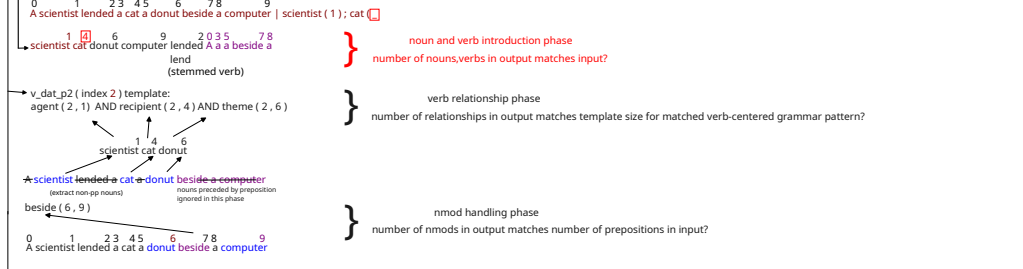 0 1 2 3 4 5 6 7 8 9
A scientist lended a cat a donut beside a computer | scientist ( 1 ) ; cat (_
1 4 6 9 2 0 3 5 7 8
scientist cat donut computer lended A a a beside a
lend
(stemmed verb)
noun and verb introduction phase
number of nouns,verbs in output matches input?
v_dat_p2 ( index 2 ) template:
agent ( 2 , 1) AND recipient ( 2 , 4 ) AND theme ( 2 , 6 )
verb relationship phase
number of relationships in output matches template size for matched verb-centered grammar pattern?
1 4 6
scientist cat donut
A scientist lended a cat a donut beside a computer
(extract non-pp nouns)
nouns preceded by preposition
ignored in this phase
beside ( 6 , 9 )
nmod handling phase
number of nmods in output matches number of prepositions in input?
0 1 2 3 4 5 6 7 8 9
A scientist lended a cat a donut beside a computer